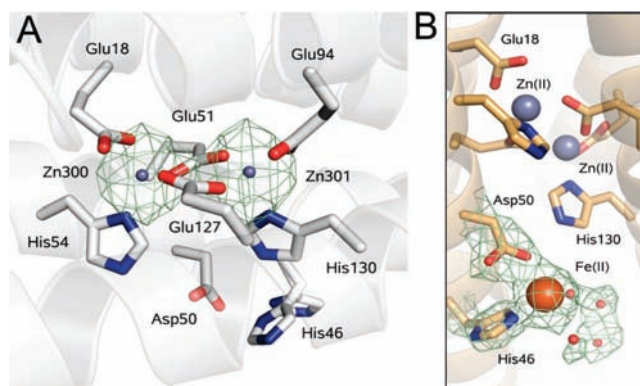 A
Glu18
Glu94
Glu51
Zn300
Zn301
Glu127
His54
His130
Asp50
His46
B
Glu18
Zn(II)
Zn(II)
Asp50
His130
Fe(II)
His46